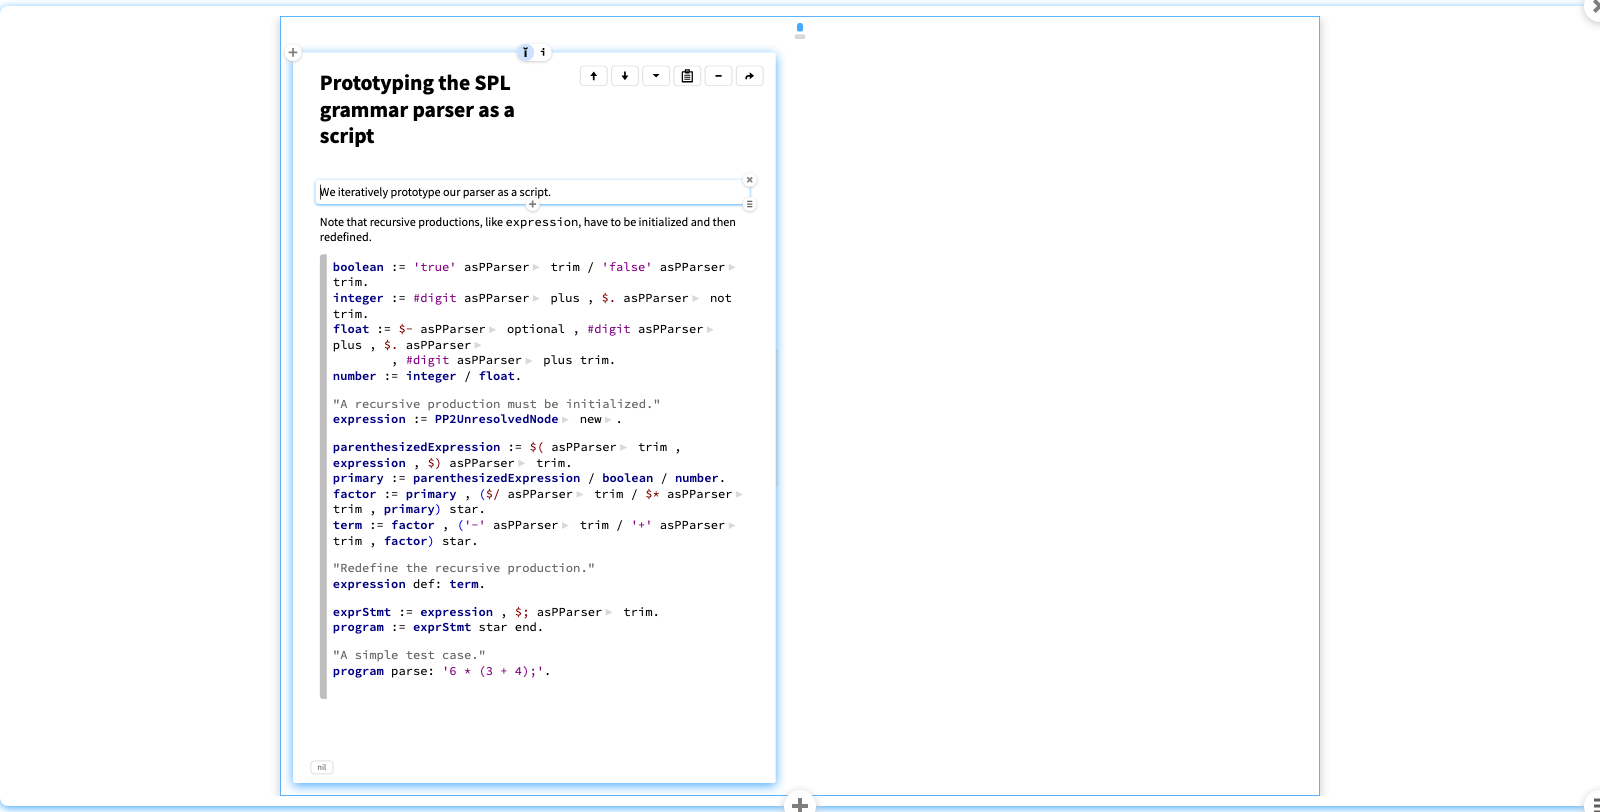 Prototyping the SPL
grammar parser as a
script
We iteratively prototype our parser as a script.
Note that recursive productions, like expression, have to be initialized and then
redefined.
boolean := 'true' asPParser trim / 'false' asPParser
trim.
integer := #digit asPParser plus , $. asPParser not
trim.
float := $- asPParser optional , #digit asPParser
plus , $. asPParser
, #digit asPParser plus trim.
number := integer / float.
"A recursive production must be initialized."
expression := PP2UnresolvedNode new .
parenthesizedExpression := $( asPParser trim ,
expression , $) asPParser trim.
primary := parenthesizedExpression / boolean / number.
factor := primary , ($/ asPParser trim / $* asPParser
trim , primary) star.
term := factor , ('-' asPParser trim / '+' asPParser
trim , factor) star.
"Redefine the recursive production."
expression def: term.
exprStmt := expression , $; asPParser trim.
program := exprStmt star end.
"A simple test case."
program parse: '6 * (3 + 4);'.
nil